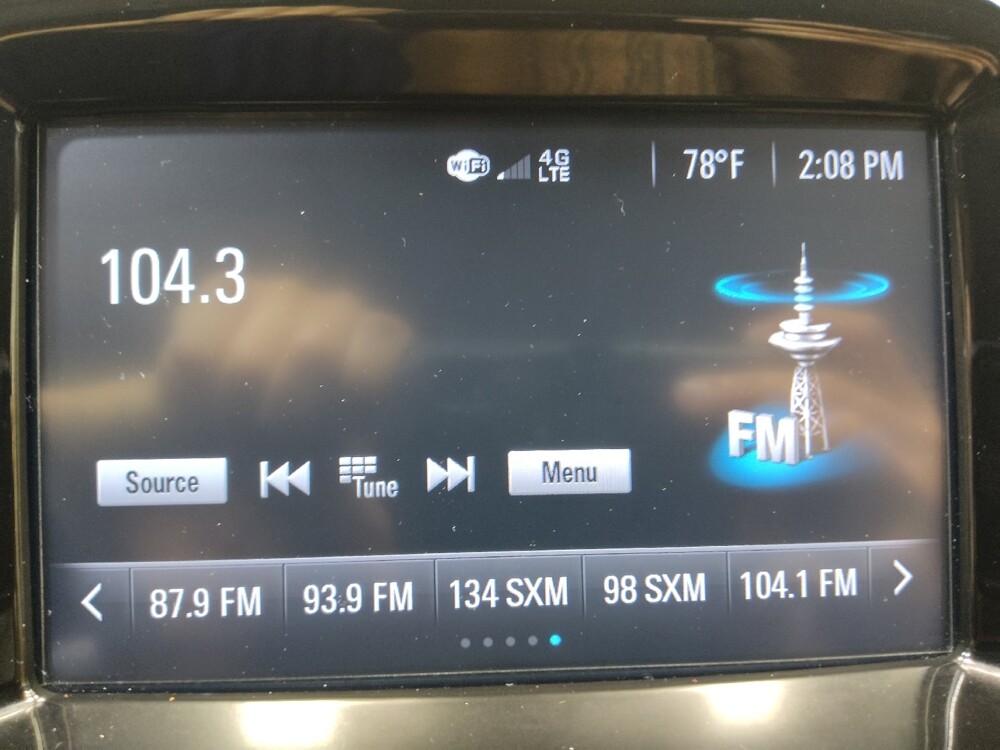 WiFi 4G LTE 78°F 2:08 PM
104.3
FM
Source Tune Menu
87.9 FM 93.9 FM 134 SXM 98 SXM 104.1 FM